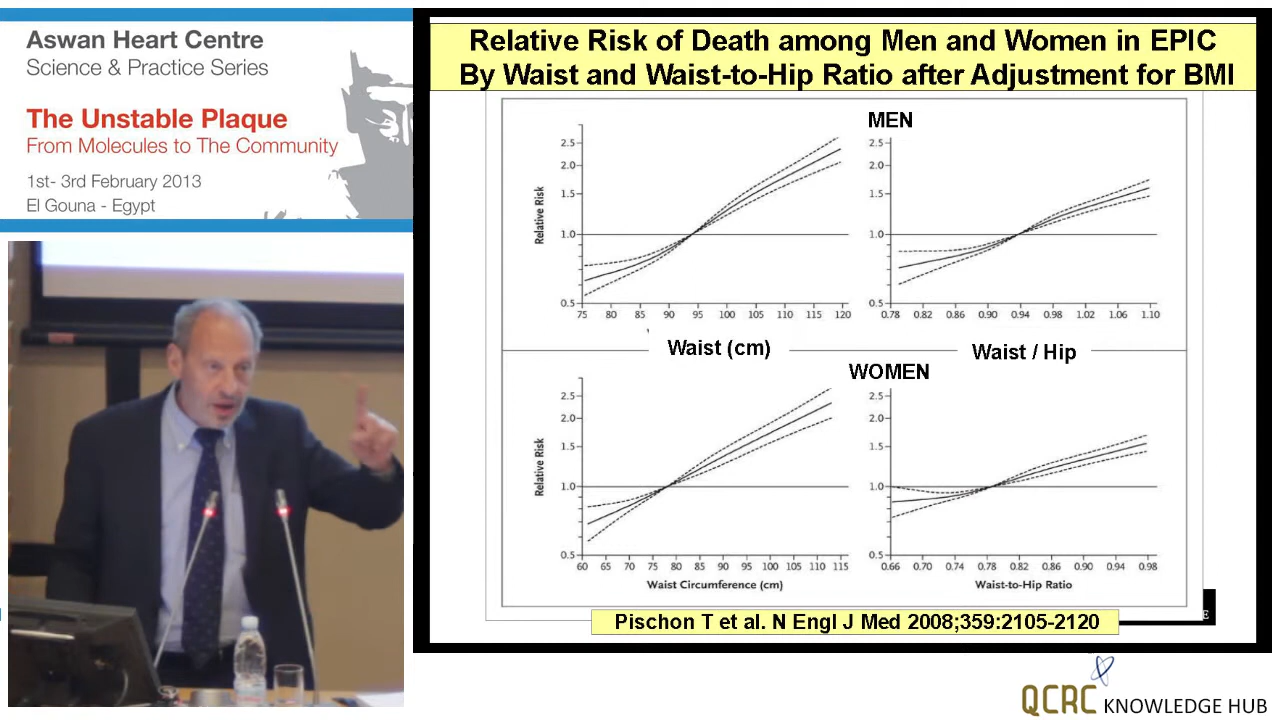 Aswan Heart Centre
Science & Practice Series
The Unstable Plaque
From Molecules to The Community
1st- 3rd February 2013
El Gouna - Egypt
Relative Risk of Death among Men and Women in EPIC
By Waist and Waist-to-Hip Ratio after Adjustment for BMI
MEN
Relative Risk
2.5
2.0
1.5
1.0
0.5
75 80 85 90 95 100 105 110 115 120
2.5
2.0
1.5
1.0
0.5
0.78 0.82 0.86 0.90 0.94 0.98 1.02 1.06 1.10
Waist (cm)
Waist / Hip
WOMEN
Relative Risk
2.5
2.0
1.5
1.0
0.5
60 65 70 75 80 85 90 95 100 105 110 115
Waist Circumference (cm)
2.5
2.0
1.5
1.0
0.5
0.66 0.70 0.74 0.78 0.82 0.86 0.90 0.94 0.98
Waist-to-Hip Ratio
E
Pischon T et al. N Engl J Med 2008;359:2105-2120
QCRC KNOWLEDGE HUB